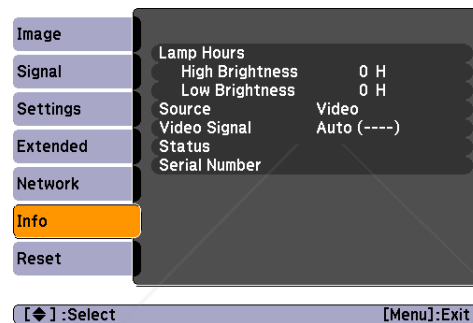 Image
Signal
Settings
Extended
Network
Info
Reset
Lamp Hours
High Brightness 0 H
Low Brightness 0 H
Source Video
Video Signal Auto (----)
Status
Serial Number
[◆] :Select [Menu]:Exit